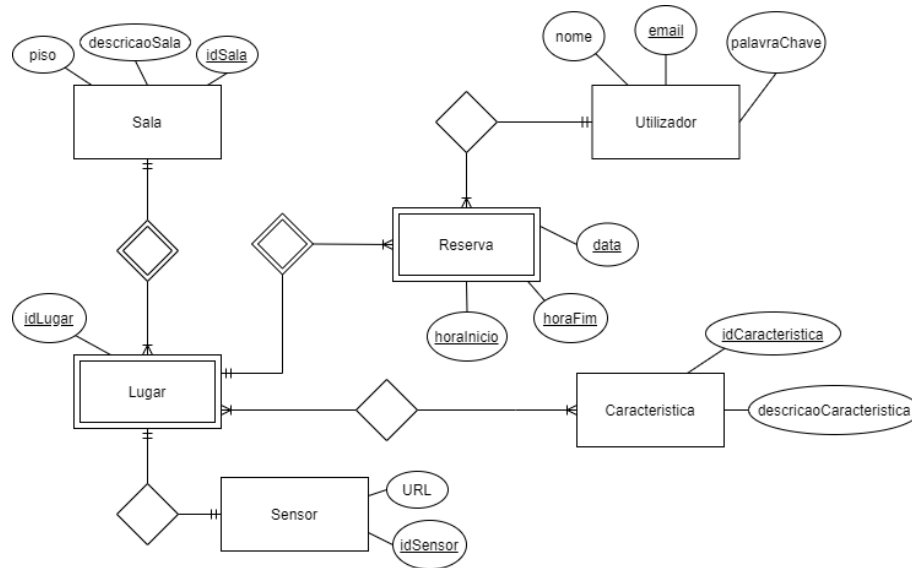 descricaoSala
piso
idSala
Sala
nome
email
palavraChave
Utilizador
Reserva
data
horaInicio
horaFim
idLugar
Lugar
idCaracteristica
Caracteristica
descricaoCaracteristica
URL
Sensor
idSensor